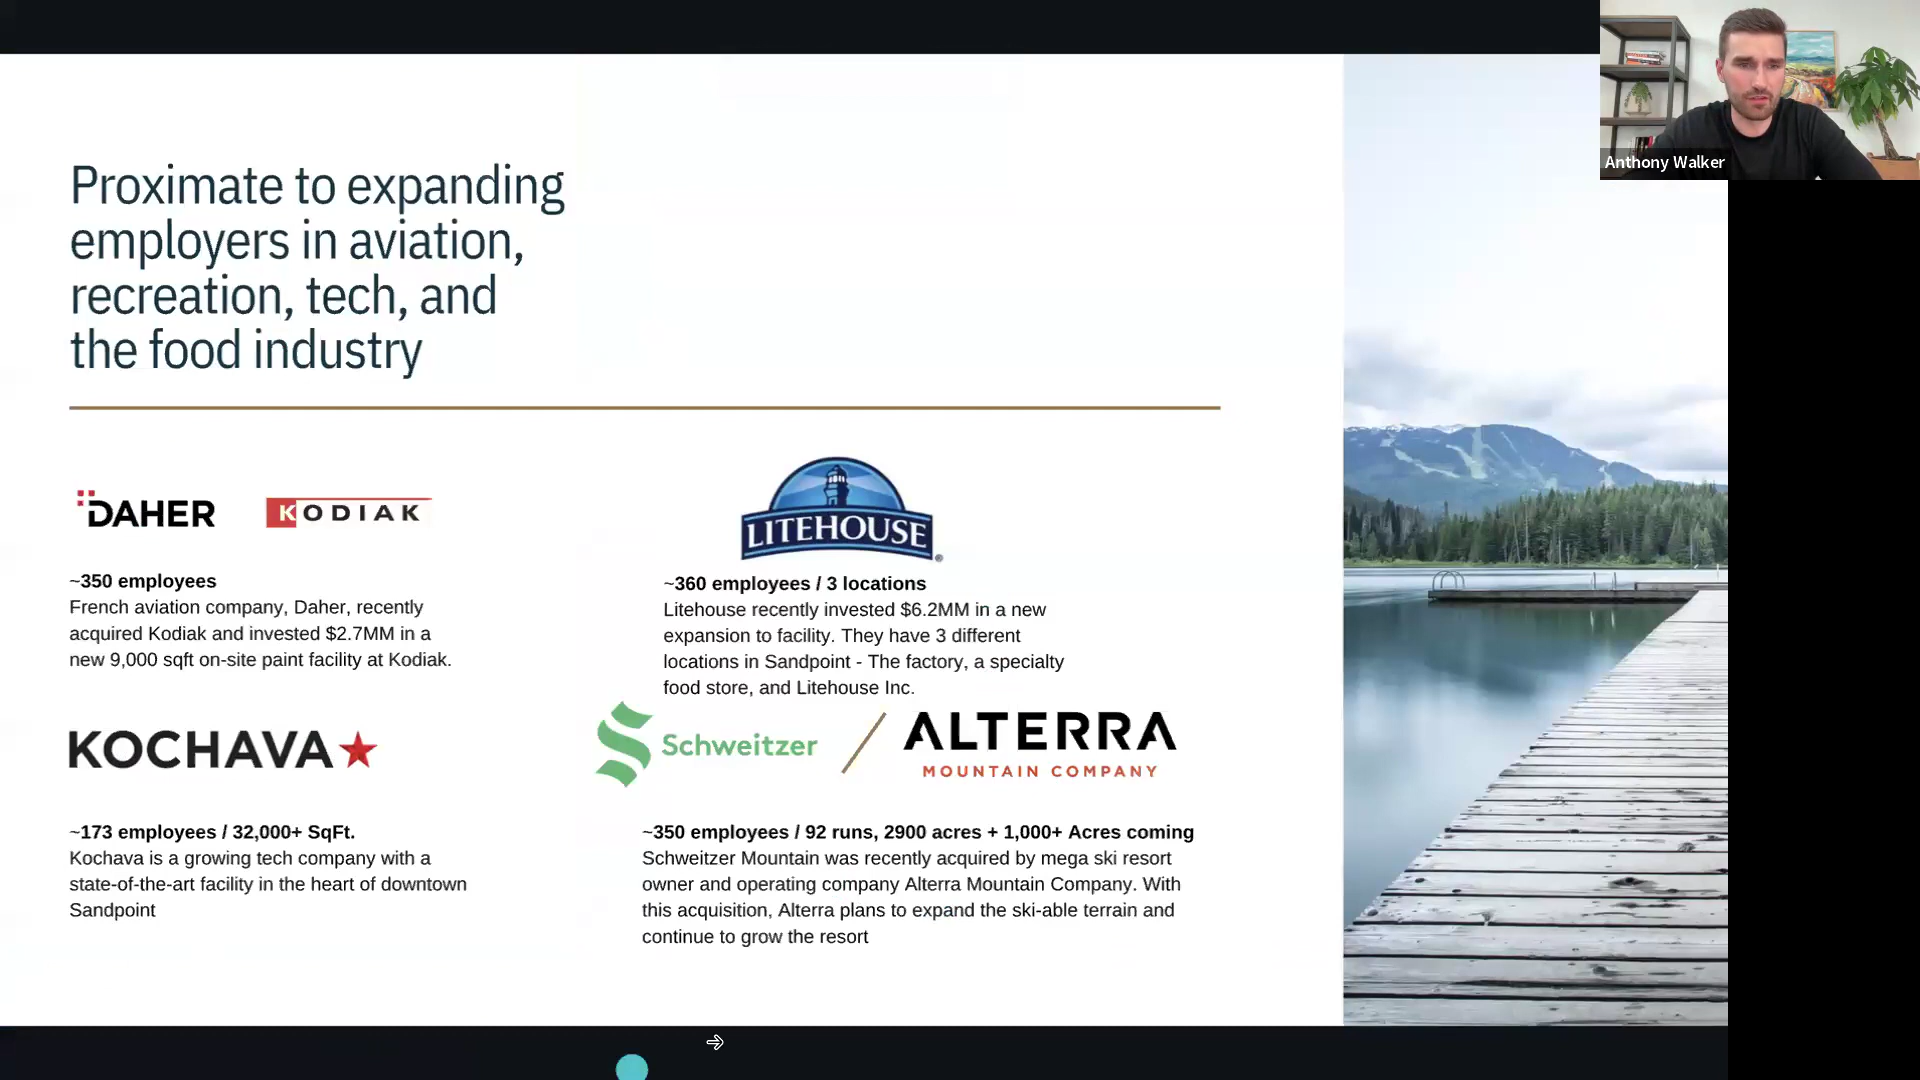 Anthony Walker
Proximate to expanding
employers in aviation,
recreation, tech, and
the food industry
DAHER
KODIAK
~350 employees
French aviation company, Daher, recently
acquired Kodiak and invested $2.7MM in a
new 9,000 sqft on-site paint facility at Kodiak.
LITEHOUSE®
~360 employees / 3 locations
Litehouse recently invested $6.2MM in a new
expansion to facility. They have 3 different
locations in Sandpoint - The factory, a specialty
food store, and Litehouse Inc.
KOCHAVA
~173 employees / 32,000+ SqFt.
Kochava is a growing tech company with a
state-of-the-art facility in the heart of downtown
Sandpoint
Schweitzer
ALTERRA
MOUNTAIN COMPANY
~350 employees / 92 runs, 2900 acres + 1,000+ Acres coming
Schweitzer Mountain was recently acquired by mega ski resort
owner and operating company Alterra Mountain Company. With
this acquisition, Alterra plans to expand the ski-able terrain and
continue to grow the resort